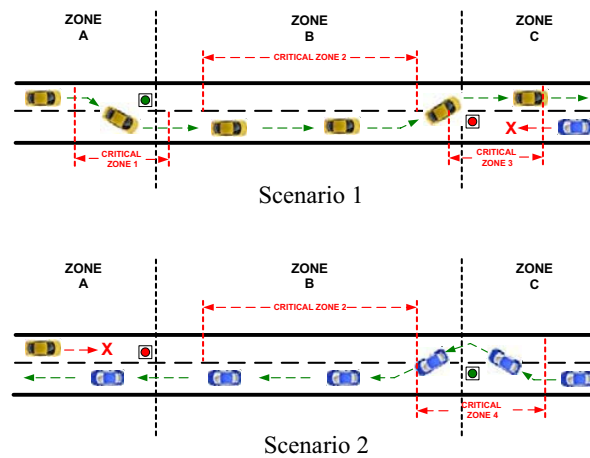 ZONE
A
ZONE
B
ZONE
C
CRITICAL ZONE 2
X
CRITICAL
ZONE 1
CRITICAL
ZONE 3
Scenario 1
ZONE
A
ZONE
B
ZONE
C
CRITICAL ZONE 2
X
CRITICAL
ZONE 4
Scenario 2